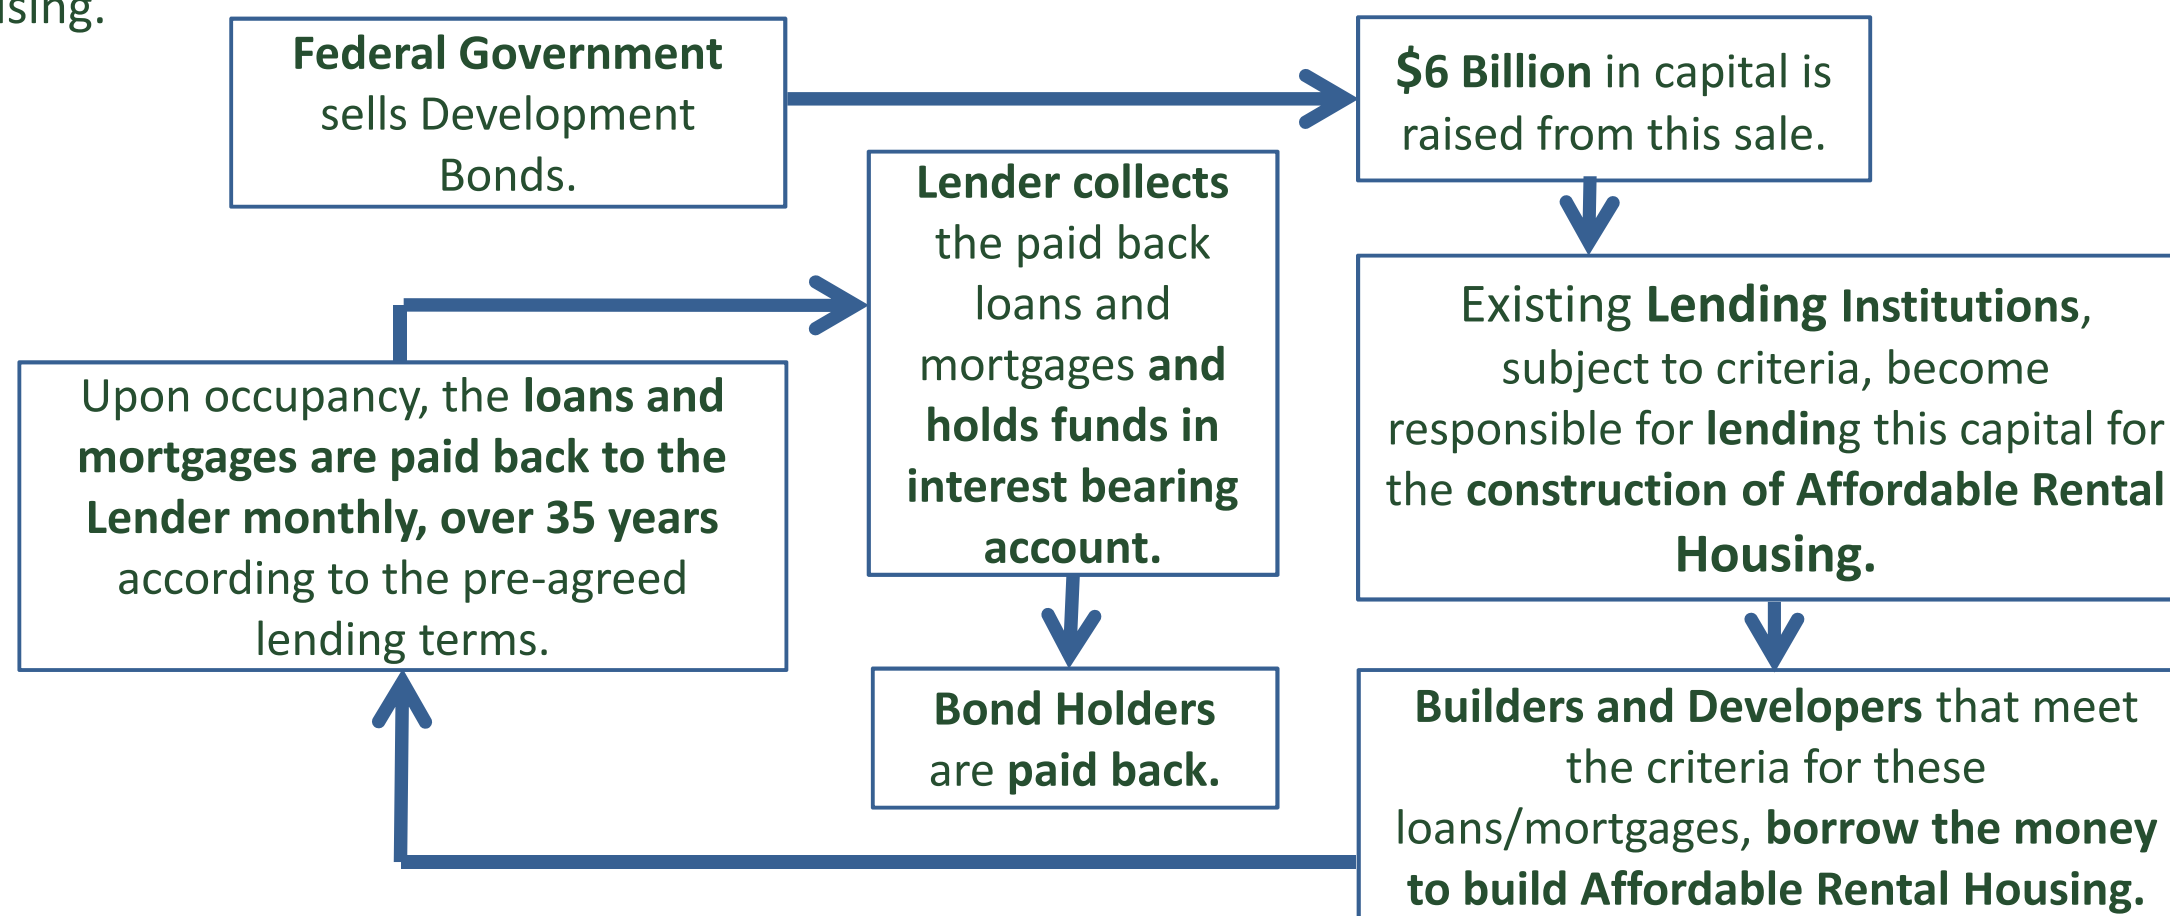 Federal Government
sells Development
Bonds.
$6 Billion in capital is
raised from this sale.
Existing Lending Institutions,
subject to criteria, become
responsible for lending this capital for
the construction of Affordable Rental
Housing.
Builders and Developers that meet
the criteria for these
loans/mortgages, borrow the money
to build Affordable Rental Housing.
Upon occupancy, the loans and
mortgages are paid back to the
Lender monthly, over 35 years
according to the pre-agreed
lending terms.
Lender collects
the paid back
loans and
mortgages and
holds funds in
interest bearing
account.
Bond Holders
are paid back.